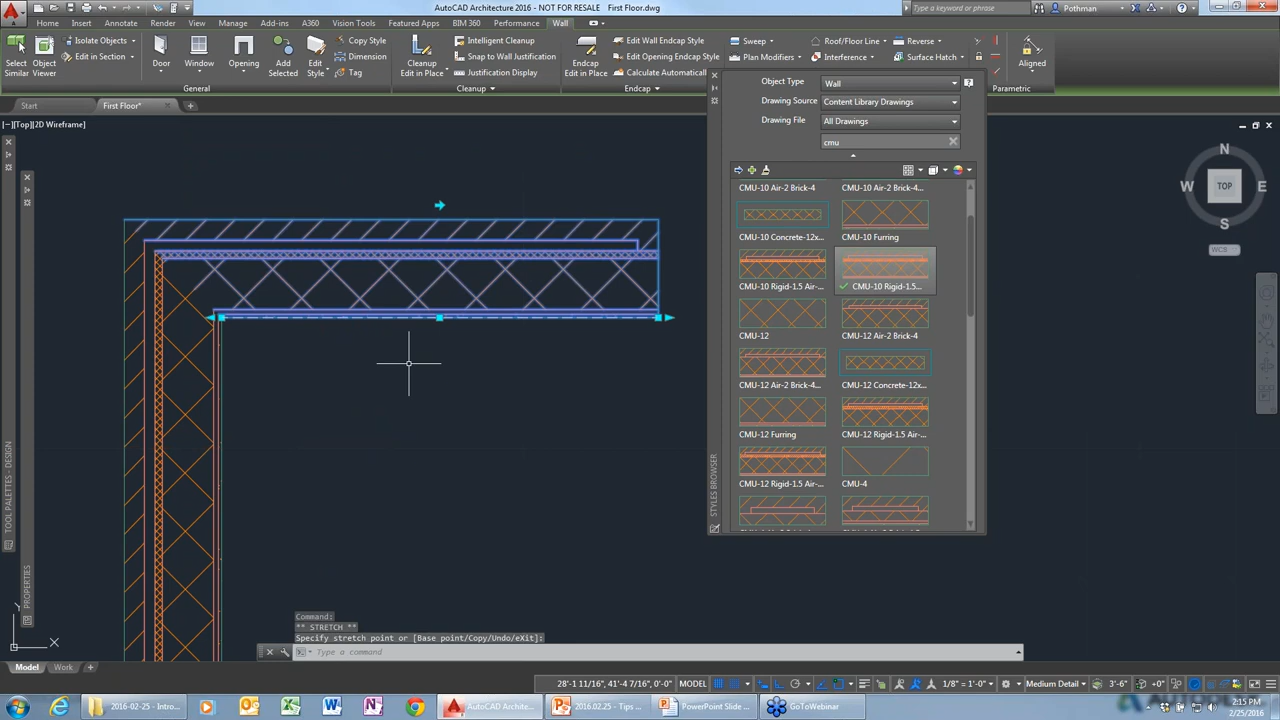 AutoCAD Architecture 2016 - NOT FOR RESALE First Floor.dwg
Type a keyword or phrase
Pothman
Home Insert Annotate Render View Manage Add-ins A360 Vision Tools Featured Apps BIM 360 Performance Wall
Select Similar
Object Viewer
Isolate Objects
Edit in Section
Door
Window
Opening
Add Selected
Edit Style
Copy Style
Dimension
Tag
General
Cleanup Edit in Place
Intelligent Cleanup
Snap to Wall Justification
Justification Display
Cleanup
Endcap Edit in Place
Edit Wall Endcap Style
Edit Opening Endcap Style
Calculate Automaticall
Endcap
Sweep
Plan Modifiers
Roof/Floor Line
Interference
Reverse
Surface Hatch
Aligned
Parametric
Start
First Floor*
[−][Top][2D Wireframe]
Object Type Wall
Drawing Source Content Library Drawings
Drawing File All Drawings
cmu
CMU-10 Air-2 Brick-4 CMU-10 Air-2 Brick-4...
CMU-10 Concrete-12x... CMU-10 Furring
CMU-10 Rigid-1.5 Air-... CMU-10 Rigid-1.5...
CMU-12 CMU-12 Air-2 Brick-4
CMU-12 Air-2 Brick-4... CMU-12 Concrete-12x...
CMU-12 Furring CMU-12 Rigid-1.5 Air-...
CMU-12 Rigid-1.5 Air-... CMU-4
STYLES BROWSER
N
W TOP E
S
WCS
TOOL PALETTES - DESIGN
PROPERTIES
Y
X
Command:
** STRETCH **
Specify stretch point or [Base point/Copy/Undo/eXit]:
Type a command
Model Work
28'-1 11/16", 41'-4 7/16", 0'-0" MODEL
1/8" = 1'-0"
Medium Detail
3'-6"
+0"
2016-02-25 - Intro...
AutoCAD Archite...
2016.02.25 - Tips ...
PowerPoint Slide ...
GoToWebinar
2:15 PM
2/25/2016